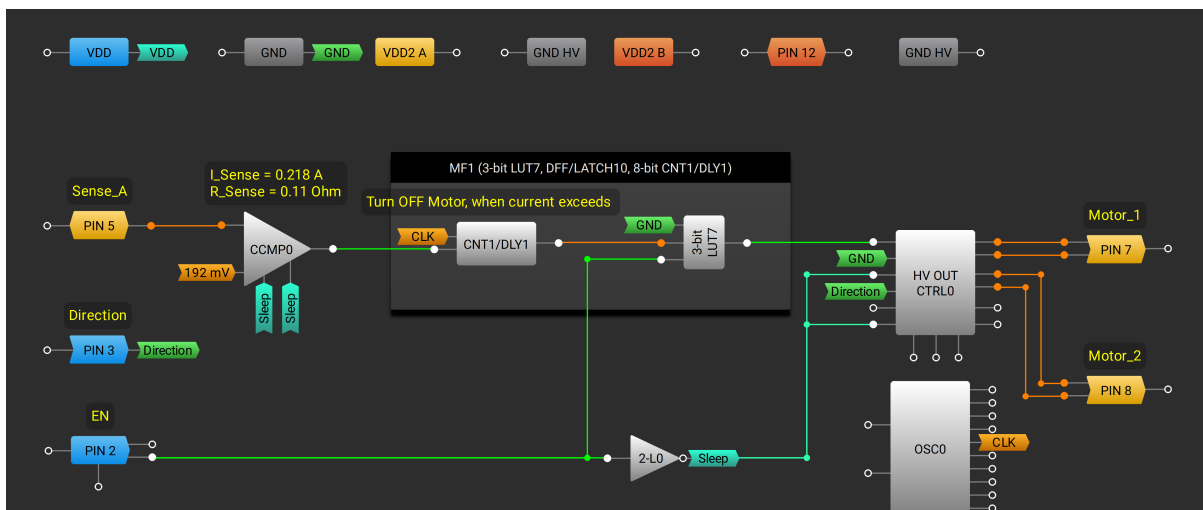 VDD
VDD
GND
GND
VDD2 A
GND HV
VDD2 B
PIN 12
GND HV
MF1 (3-bit LUT7, DFF/LATCH10, 8-bit CNT1/DLY1)
I_Sense = 0.218 A
R_Sense = 0.11 Ohm
Sense_A
PIN 5
CCMP0
192 mV
Sleep
Sleep
Turn OFF Motor, when current exceeds
CLK
CNT1/DLY1
GND
3-bit
LUT7
GND
Direction
HV OUT
CTRL0
Motor_1
PIN 7
Direction
PIN 3
Direction
Motor_2
PIN 8
EN
PIN 2
2-L0
Sleep
OSC0
CLK